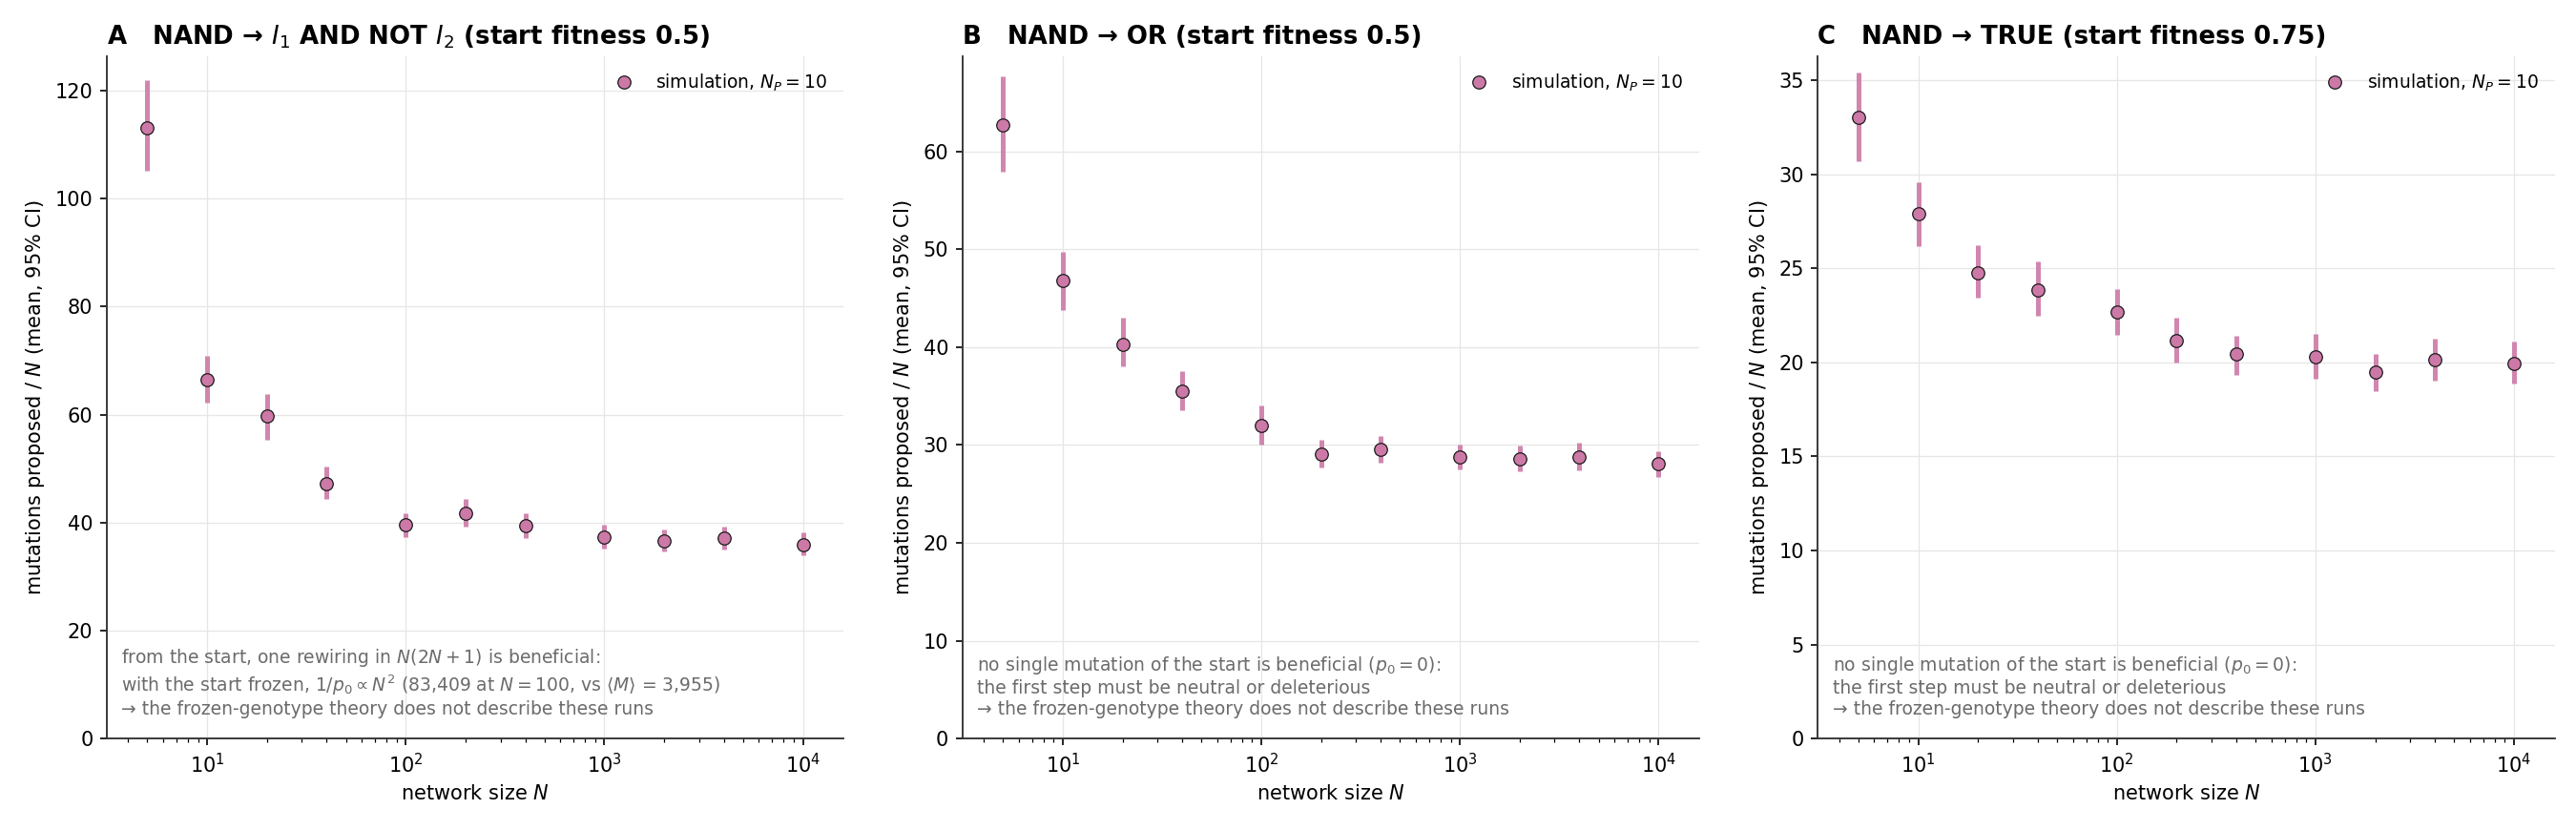 A NAND → I₁ AND NOT I₂ (start fitness 0.5)
simulation, N_P = 10
mutations proposed / N (mean, 95% CI)
120
100
80
60
40
20
0
from the start, one rewiring in N(2N + 1) is beneficial:
with the start frozen, 1/p₀ ∝ N² (83,409 at N = 100, vs ⟨M⟩ = 3,955)
→ the frozen-genotype theory does not describe these runs
10¹ 10² 10³ 10⁴
network size N
B NAND → OR (start fitness 0.5)
simulation, N_P = 10
mutations proposed / N (mean, 95% CI)
60
50
40
30
20
10
0
no single mutation of the start is beneficial (p₀ = 0):
the first step must be neutral or deleterious
→ the frozen-genotype theory does not describe these runs
10¹ 10² 10³ 10⁴
network size N
C NAND → TRUE (start fitness 0.75)
simulation, N_P = 10
mutations proposed / N (mean, 95% CI)
35
30
25
20
15
10
5
0
no single mutation of the start is beneficial (p₀ = 0):
the first step must be neutral or deleterious
→ the frozen-genotype theory does not describe these runs
10¹ 10² 10³ 10⁴
network size N